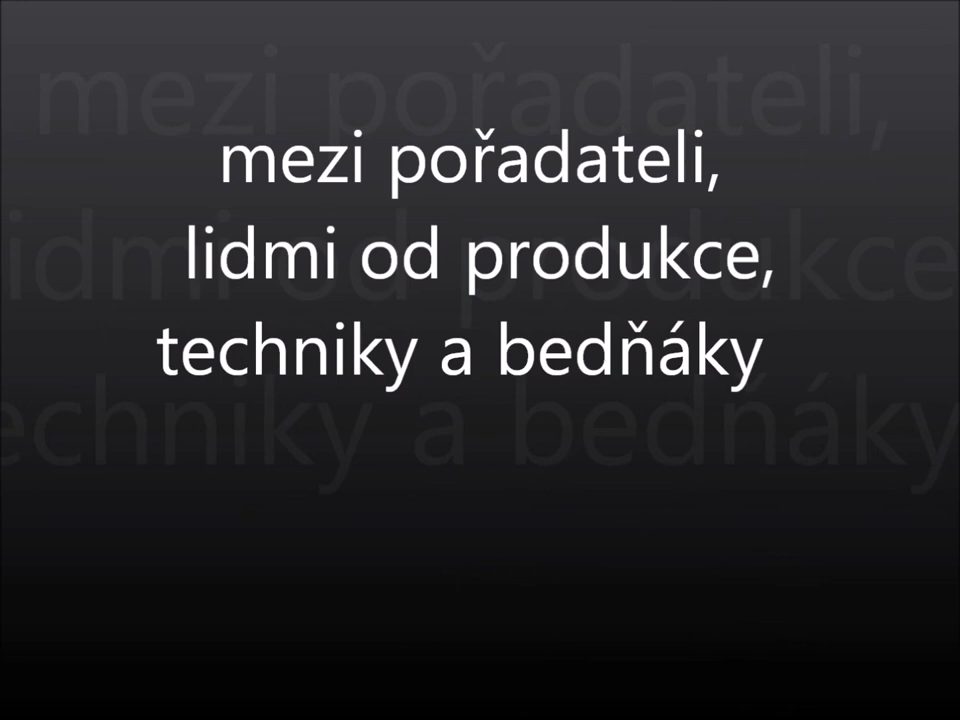 mezi pořadateli,
lidmi od produkce,
techniky a bedňáky